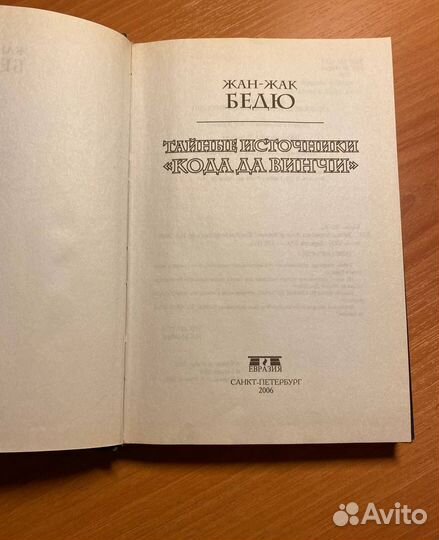 ЖАН-ЖАК
БЕДЮ
ТАЙНЫЕ ИСТОЧНИКИ
«КОДА ДА ВИНЧИ»
ЕВРАЗИЯ
САНКТ-ПЕТЕРБУРГ
2006
Avito